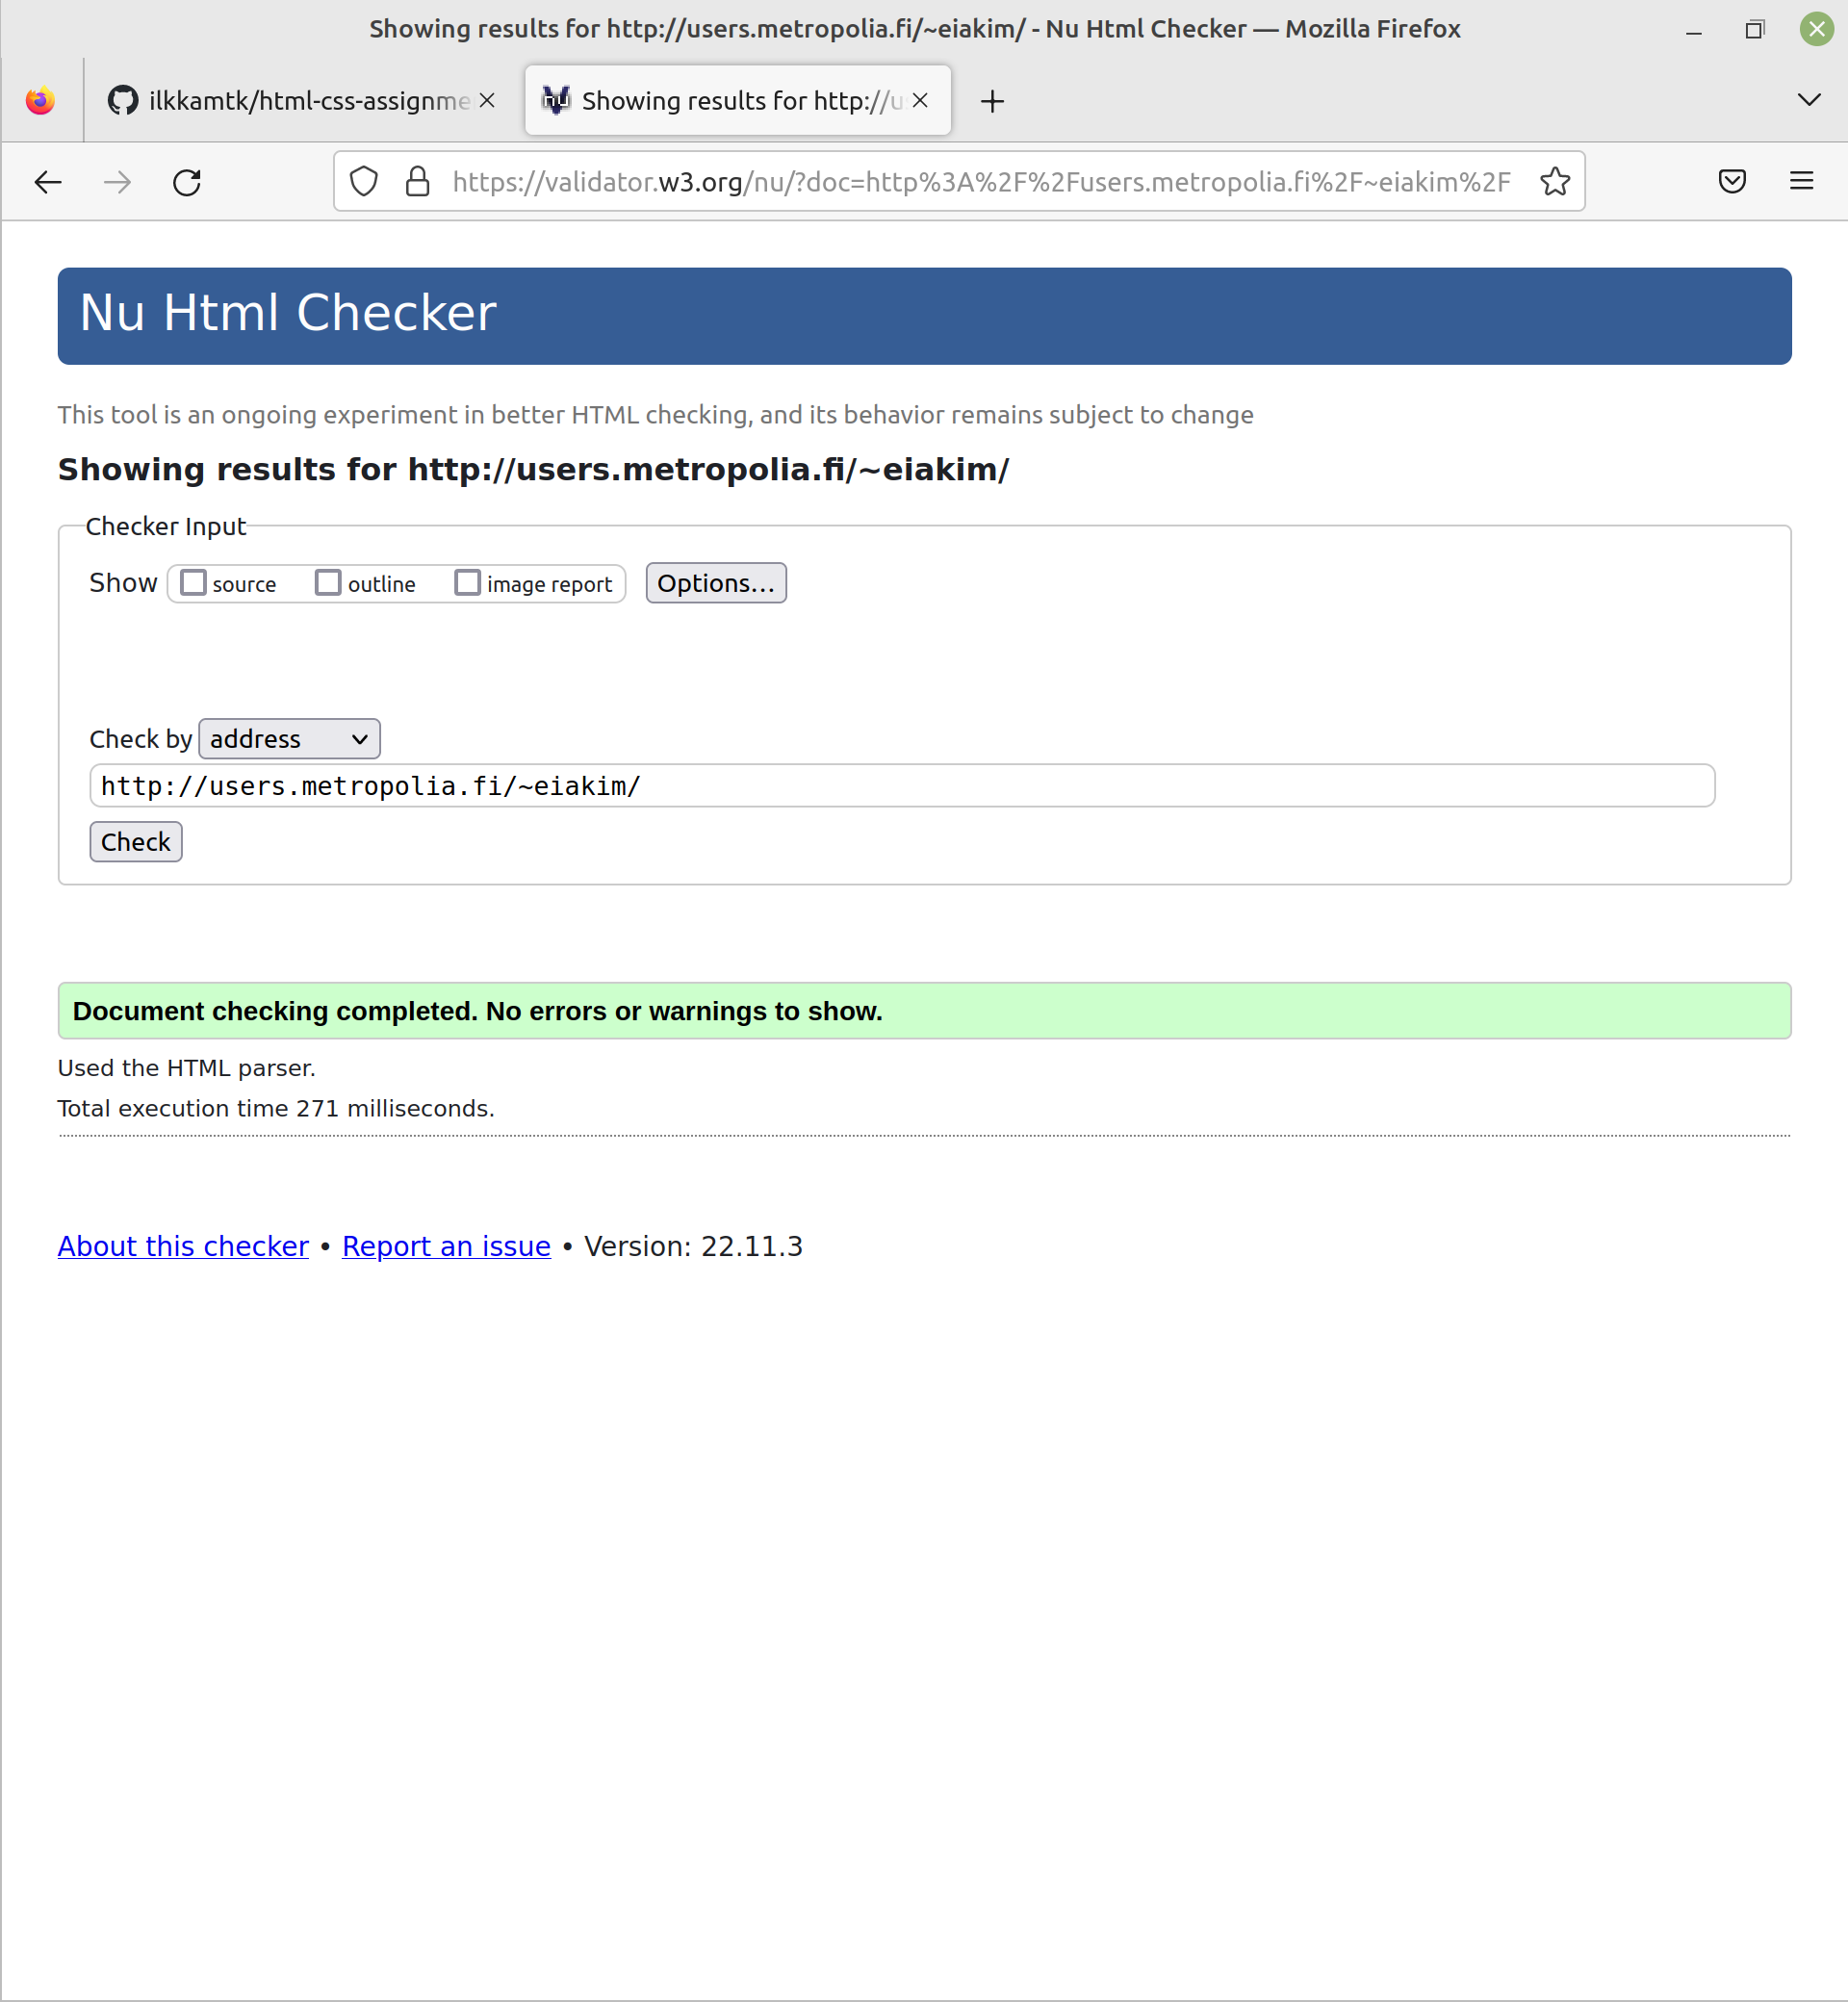 Showing results for http://users.metropolia.fi/~eiakim/ - Nu Html Checker — Mozilla Firefox
ilkkamtk/html-css-assignme
Showing results for http://u
https://validator.w3.org/nu/?doc=http%3A%2F%2Fusers.metropolia.fi%2F~eiakim%2F
Nu Html Checker
This tool is an ongoing experiment in better HTML checking, and its behavior remains subject to change
Showing results for http://users.metropolia.fi/~eiakim/
Checker Input
Show source outline image report Options...
Check by address
http://users.metropolia.fi/~eiakim/
Check
Document checking completed. No errors or warnings to show.
Used the HTML parser.
Total execution time 271 milliseconds.
About this checker • Report an issue • Version: 22.11.3